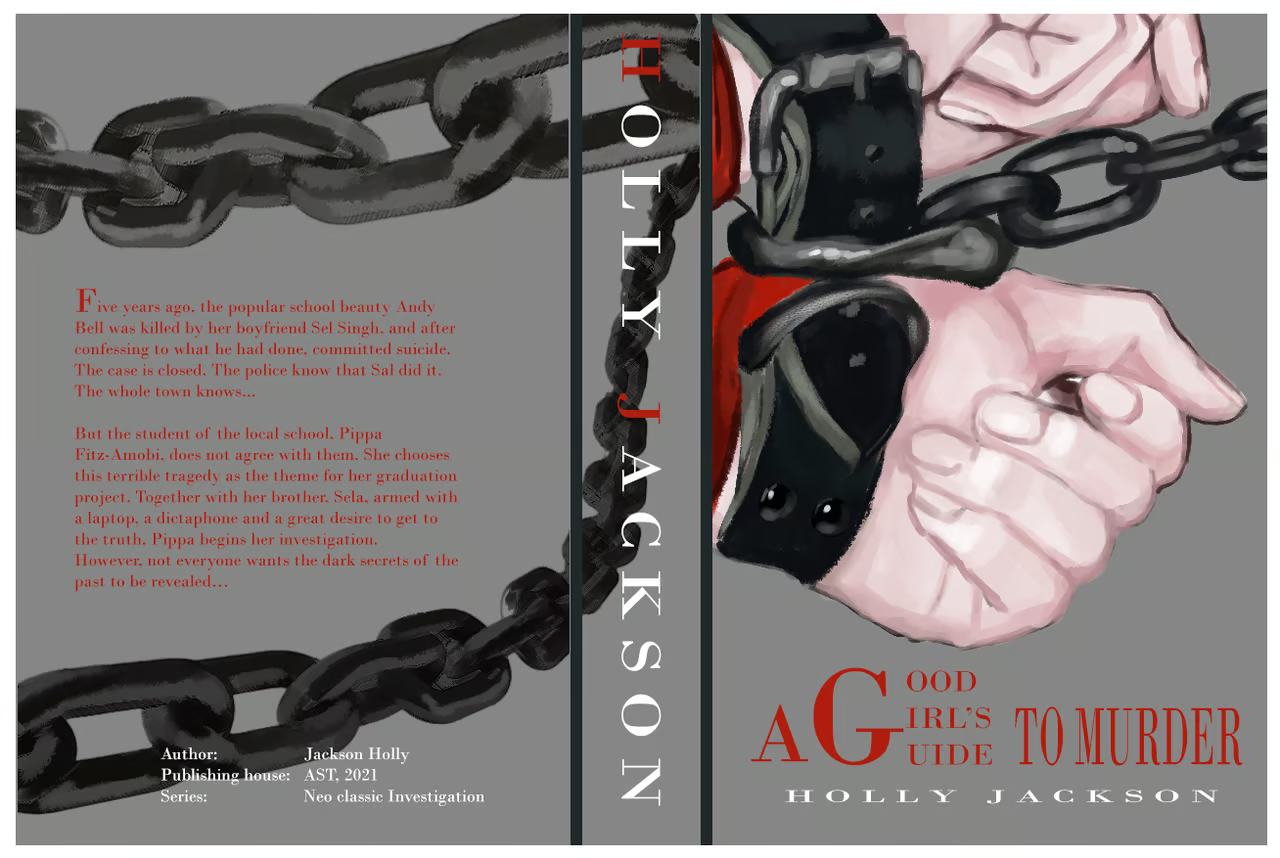 Five years ago, the popular school beauty Andy
Bell was killed by her boyfriend Sel Singh, and after
confessing to what he had done, committed suicide.
The case is closed. The police know that Sal did it.
The whole town knows...
But the student of the local school, Pippa
Fitz-Amobi, does not agree with them. She chooses
this terrible tragedy as the theme for her graduation
project. Together with her brother, Sela, armed with
a laptop, a dictaphone and a great desire to get to
the truth, Pippa begins her investigation.
However, not everyone wants the dark secrets of the
past to be revealed...
Author: Jackson Holly
Publishing house: AST, 2021
Series: Neo classic Investigation
HOLLY JACKSON
A GOOD
GIRL'S
GUIDE TO MURDER
HOLLY JACKSON